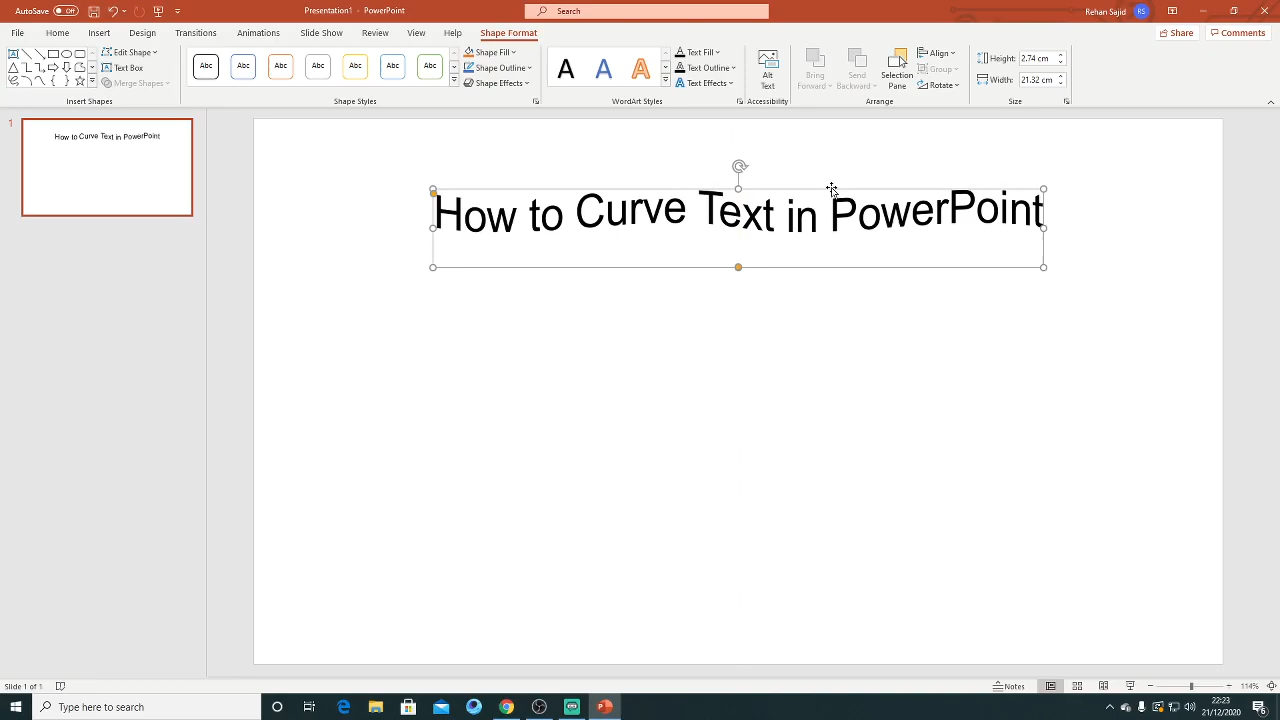 AutoSave Off
Presentation1 - PowerPoint
Search
Rehan Sajid RS
File Home Insert Design Transitions Animations Slide Show Review View Help Shape Format
Share Comments
Edit Shape
Text Box
Merge Shapes
Insert Shapes
Abc Abc Abc Abc Abc Abc Abc
Shape Fill
Shape Outline
Shape Effects
Shape Styles
A A A
Text Fill
Text Outline
Text Effects
WordArt Styles
Alt
Text
Accessibility
Bring
Forward
Send
Backward
Selection
Pane
Align
Group
Rotate
Arrange
Height: 2.74 cm
Width: 21.32 cm
Size
1
How to Curve Text in PowerPoint
How to Curve Text in PowerPoint
Slide 1 of 1
Notes
114%
Type here to search
22:23
21/12/2020